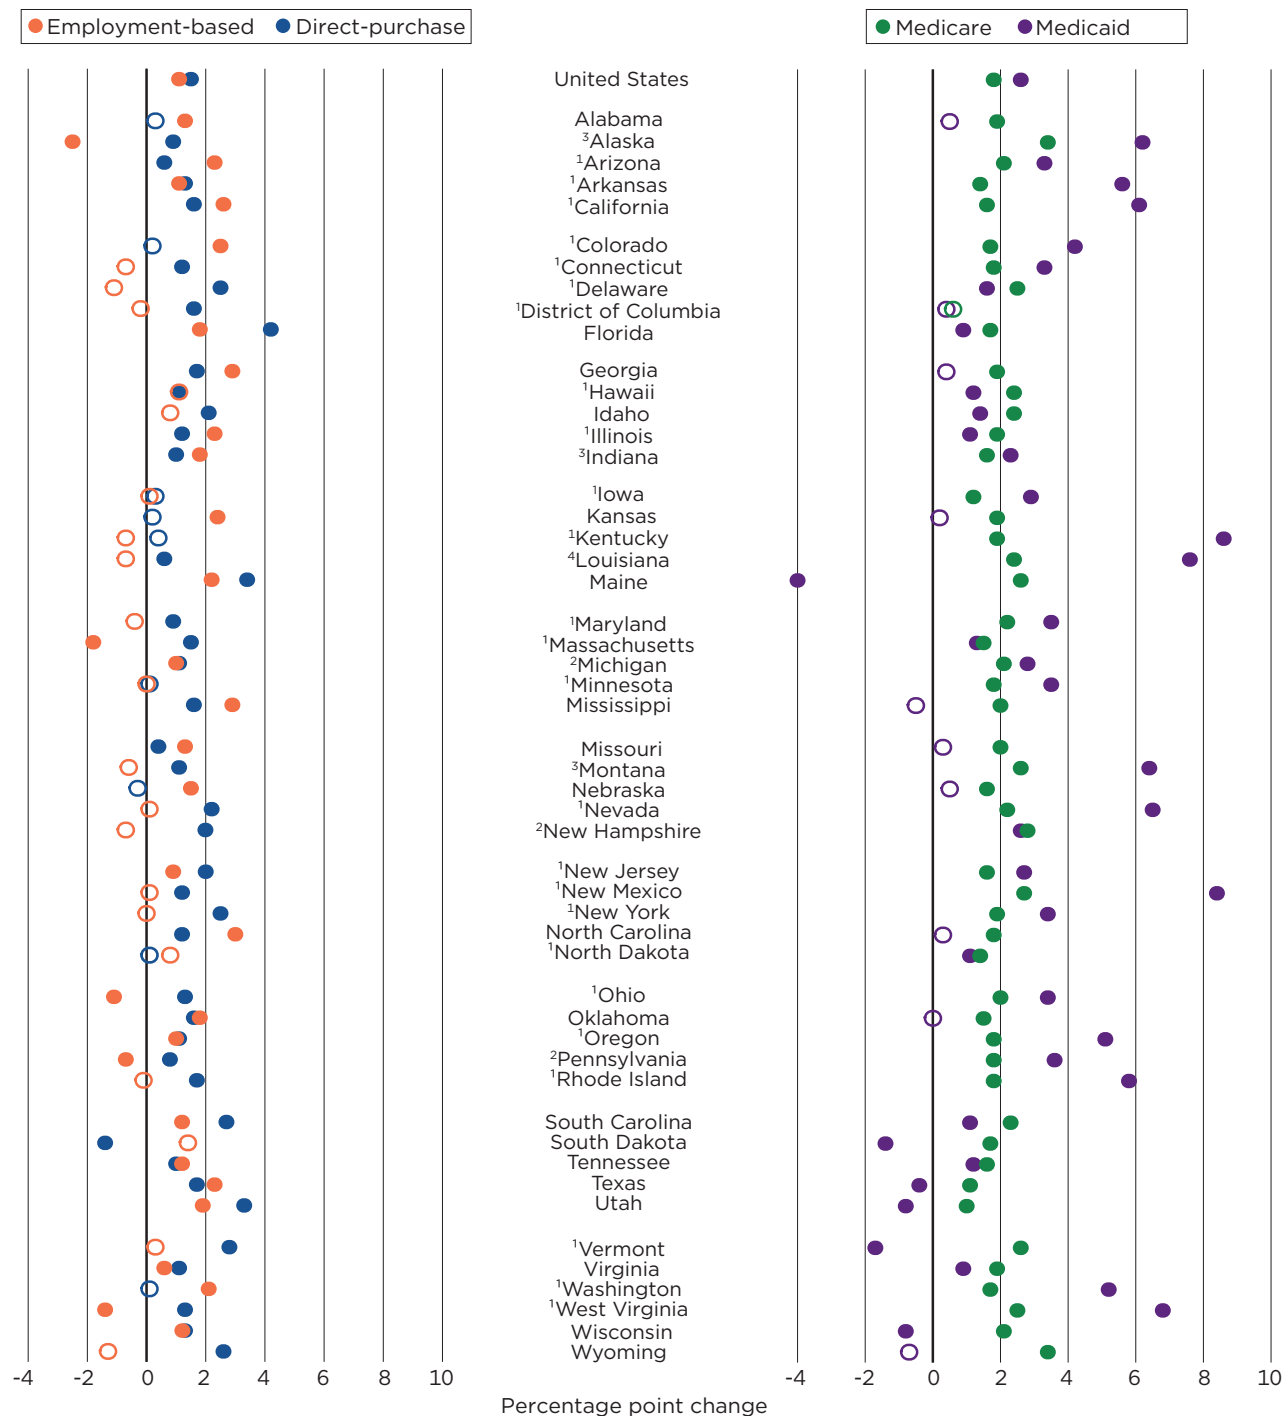 Employment-based Direct-purchase
Medicare Medicaid
United States
Alabama
³Alaska
¹Arizona
¹Arkansas
¹California
¹Colorado
¹Connecticut
¹Delaware
¹District of Columbia
Florida
Georgia
¹Hawaii
Idaho
¹Illinois
³Indiana
¹Iowa
Kansas
¹Kentucky
⁴Louisiana
Maine
¹Maryland
¹Massachusetts
²Michigan
¹Minnesota
Mississippi
Missouri
³Montana
Nebraska
¹Nevada
²New Hampshire
¹New Jersey
¹New Mexico
¹New York
North Carolina
¹North Dakota
¹Ohio
Oklahoma
¹Oregon
²Pennsylvania
¹Rhode Island
South Carolina
South Dakota
Tennessee
Texas
Utah
¹Vermont
Virginia
¹Washington
¹West Virginia
Wisconsin
Wyoming
-4 -2 0 2 4 6 8 10
-4 -2 0 2 4 6 8 10
Percentage point change